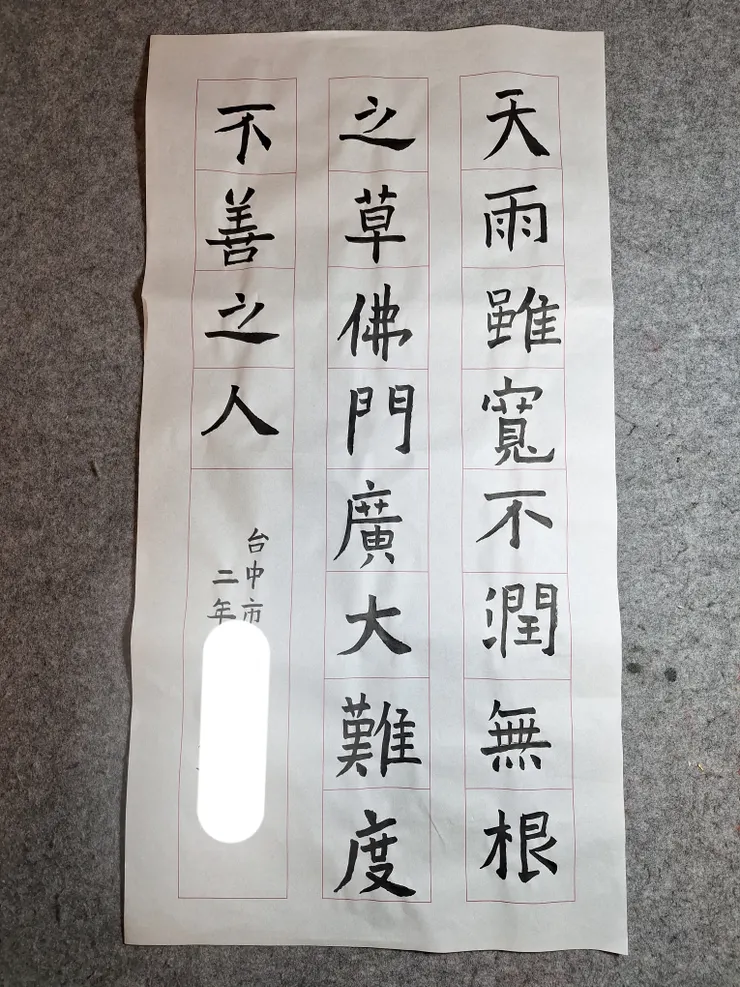 天雨雖寬不潤無根
之草佛門廣大難度
不善之人
台中市
二年